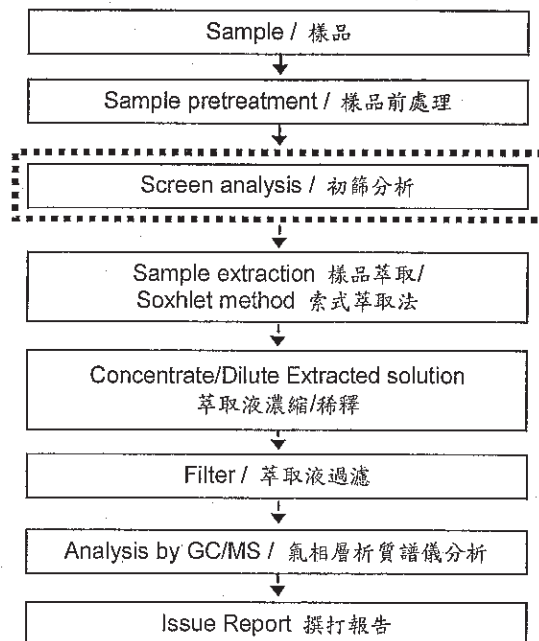 Sample / 樣品
Sample pretreatment / 樣品前處理
Screen analysis / 初篩分析
Sample extraction 樣品萃取/
Soxhlet method 索式萃取法
Concentrate/Dilute Extracted solution
萃取液濃縮/稀釋
Filter / 萃取液過濾
Analysis by GC/MS / 氣相層析質譜儀分析
Issue Report 撰打報告